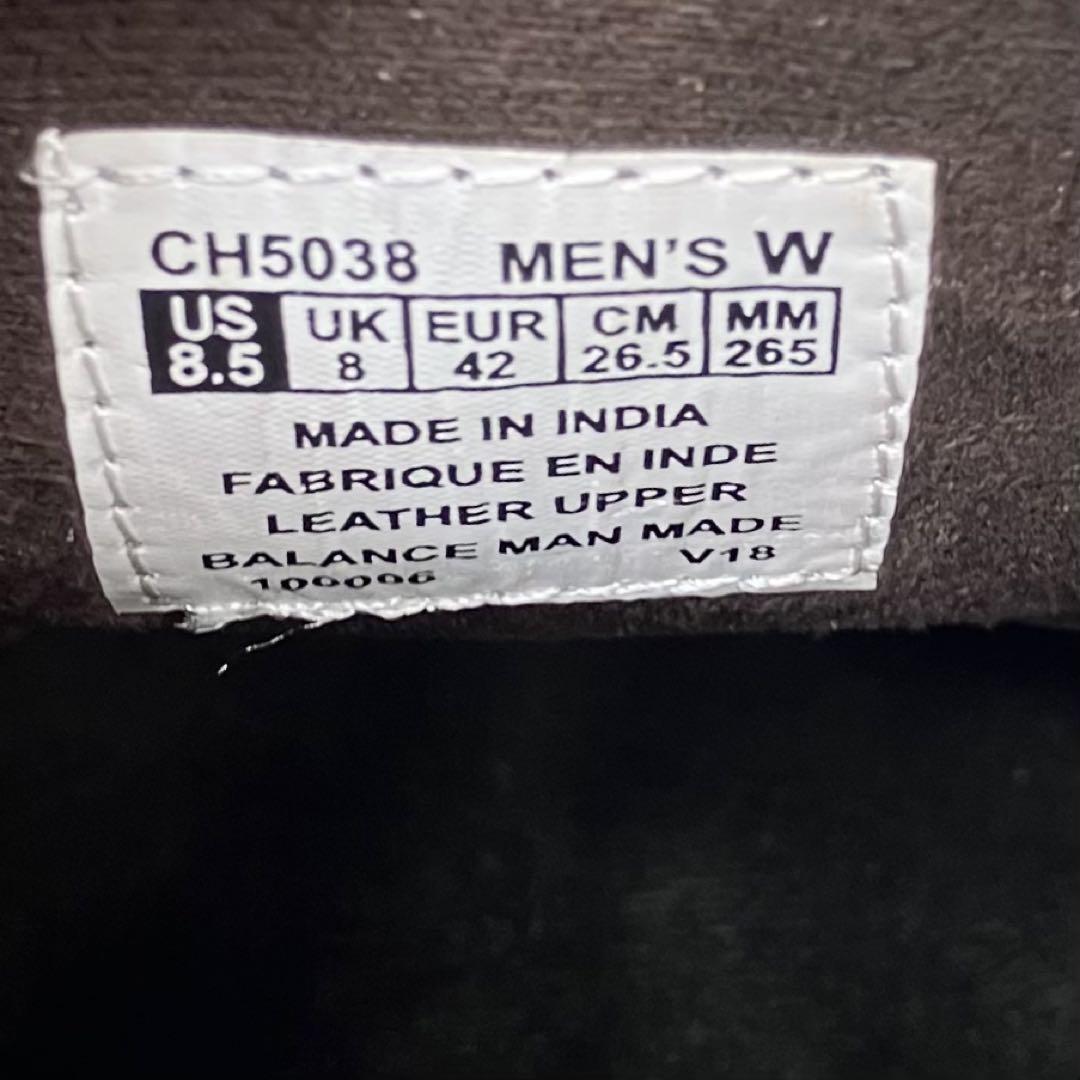 CH5038 MEN'S W
US UK EUR CM MM
8.5 8 42 26.5 265
MADE IN INDIA
FABRIQUE EN INDE
LEATHER UPPER
BALANCE MAN MADE
100006 V18